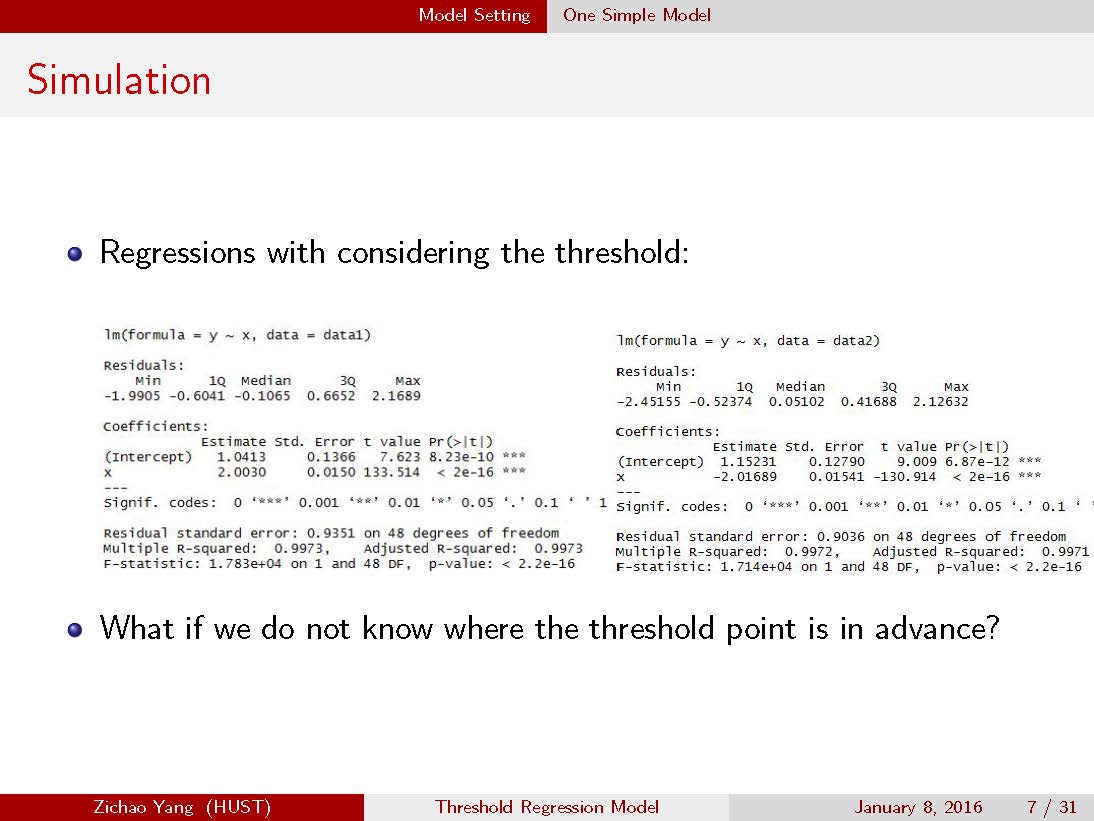 Model Setting One Simple Model
Simulation
Regressions with considering the threshold:
lm(formula = y ~ x, data = data1)
Residuals:
Min 1Q Median 3Q Max
-1.9905 -0.6041 -0.1065 0.6652 2.1689
Coefficients:
Estimate Std. Error t value Pr(>|t|)
(Intercept) 1.0413 0.1366 7.623 8.23e-10 ***
x 2.0030 0.0150 133.514 < 2e-16 ***
---
Signif. codes: 0 ‘***’ 0.001 ‘**’ 0.01 ‘*’ 0.05 ‘.’ 0.1 ‘ ’ 1
Residual standard error: 0.9351 on 48 degrees of freedom
Multiple R-squared: 0.9973, Adjusted R-squared: 0.9973
F-statistic: 1.783e+04 on 1 and 48 DF, p-value: < 2.2e-16
lm(formula = y ~ x, data = data2)
Residuals:
Min 1Q Median 3Q Max
-2.45155 -0.52374 0.05102 0.41688 2.12632
Coefficients:
Estimate Std. Error t value Pr(>|t|)
(Intercept) 1.15231 0.12790 9.009 6.87e-12 ***
x -2.01689 0.01541 -130.914 < 2e-16 ***
---
Signif. codes: 0 ‘***’ 0.001 ‘**’ 0.01 ‘*’ 0.05 ‘.’ 0.1 ‘ ’
Residual standard error: 0.9036 on 48 degrees of freedom
Multiple R-squared: 0.9972, Adjusted R-squared: 0.9971
F-statistic: 1.714e+04 on 1 and 48 DF, p-value: < 2.2e-16
What if we do not know where the threshold point is in advance?
Zichao Yang (HUST) Threshold Regression Model January 8, 2016 7 / 31